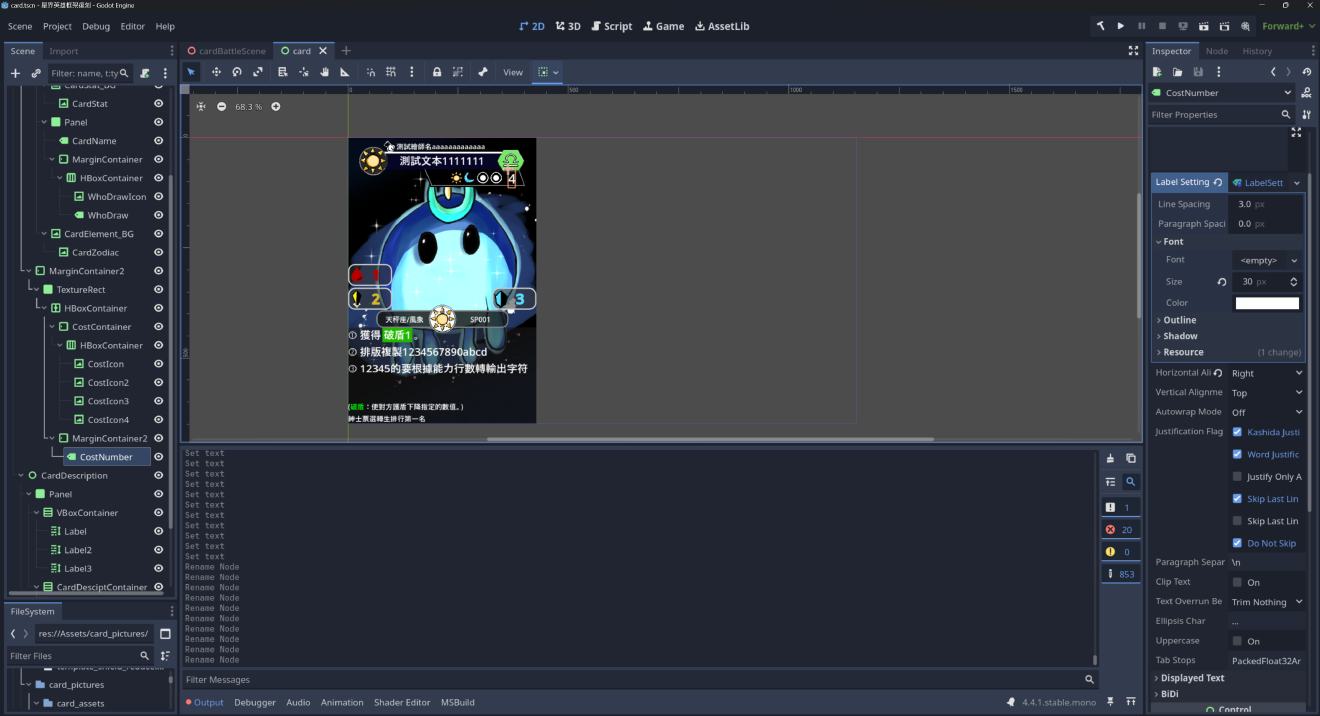 card.tscn - 星界英雄框架復刻 - Godot Engine
Scene Project Debug Editor Help
2D 3D Script Game AssetLib
Forward+
Scene Import
cardBattleScene card
Inspector Node History
Filter: name, t:ty
View
CostNumber
Filter Properties
68.3 %
0 500 1000 1500
CardStat_BG
CardStat
Panel
CardName
MarginContainer
HBoxContainer
WhoDrawIcon
WhoDraw
CardElement_BG
CardZodiac
MarginContainer2
TextureRect
HBoxContainer
CostContainer
HBoxContainer
CostIcon
CostIcon2
CostIcon3
CostIcon4
MarginContainer2
CostNumber
CardDescription
Panel
VBoxContainer
Label
Label2
Label3
CardDesciptContainer
FileSystem
res://Assets/card_pictures/
Filter Files
card_pictures
card_assets
測試繪師名aaaaaaaaaaaaa
測試文本1111111
4
1
2
3
天秤座/風象 SP001
① 獲得 破盾1 。
② 排版複製1234567890abcd
③ 12345的要根據能力行數轉輸出字符
(破盾：使對方護盾下降指定的數值。)
紳士票選轉生排行第一名
Set text
Set text
Set text
Set text
Set text
Set text
Set text
Set text
Set text
Set text
Set text
Rename Node
Rename Node
Rename Node
Rename Node
Rename Node
Rename Node
Rename Node
Rename Node
Rename Node
Rename Node
1
20
0
853
Filter Messages
Output Debugger Audio Animation Shader Editor MSBuild
4.4.1.stable.mono
Label Setting LabelSett
Line Spacing 3.0 px
Paragraph Spaci 0.0 px
Font
Font <empty>
Size 30 px
Color
Outline
Shadow
Resource (1 change)
Horizontal Ali Right
Vertical Alignme Top
Autowrap Mode Off
Justification Flag Kashida Justi
Word Justific
Justify Only A
Skip Last Lin
Skip Last Lin
Do Not Skip
Paragraph Separ \n
Clip Text On
Text Overrun Be Trim Nothing
Ellipsis Char ...
Uppercase On
Tab Stops PackedFloat32Ar
Displayed Text
BiDi
Control